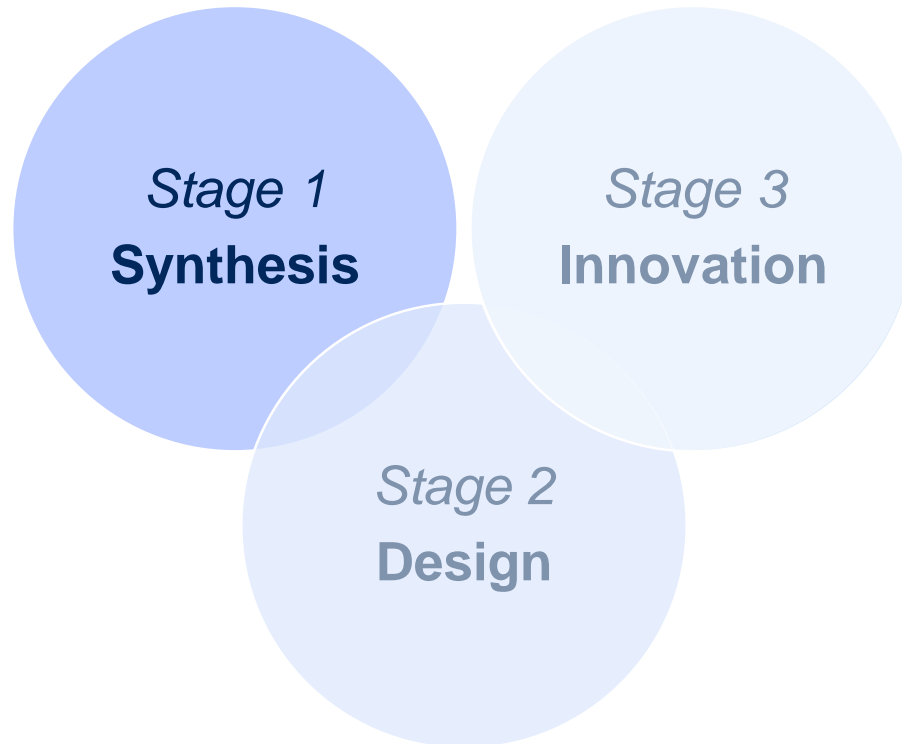 Stage 1
Synthesis
Stage 3
Innovation
Stage 2
Design